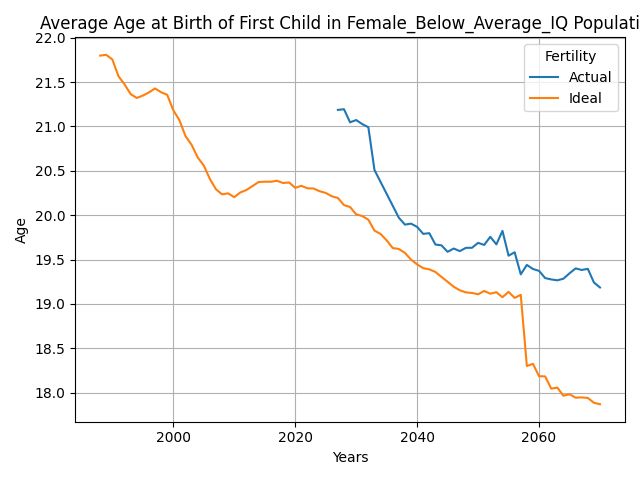 Average Age at Birth of First Child in Female_Below_Average_IQ Populati
22.0
21.5
21.0
20.5
20.0
19.5
19.0
18.5
18.0
Age
Fertility
Actual
Ideal
2000
2020
2040
2060
Years